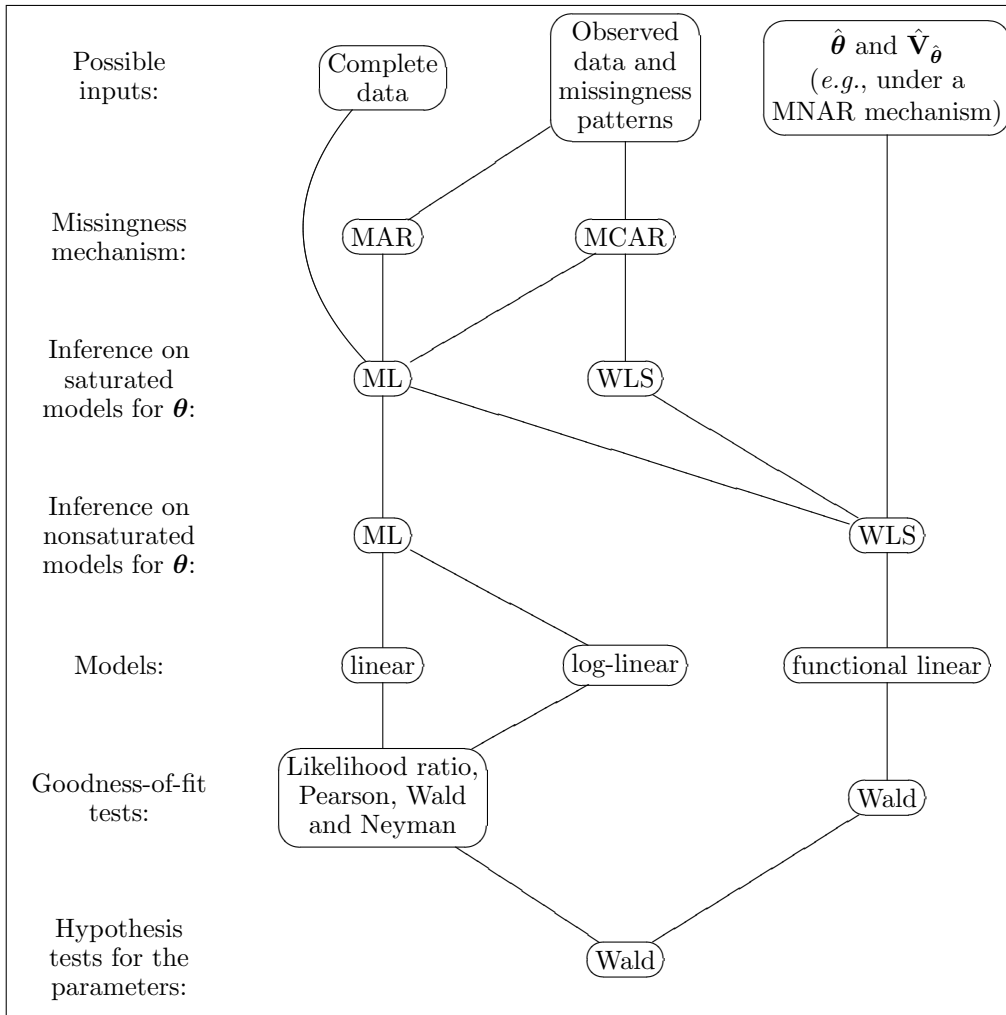 Possible
inputs:
Complete
data
Observed
data and
missingness
patterns
θ̂ and V̂_θ̂
(e.g., under a
MNAR mechanism)
Missingness
mechanism:
MAR
MCAR
Inference on
saturated
models for θ:
ML
WLS
Inference on
nonsaturated
models for θ:
ML
WLS
Models:
linear
log-linear
functional linear
Goodness-of-fit
tests:
Likelihood ratio,
Pearson, Wald
and Neyman
Wald
Hypothesis
tests for the
parameters:
Wald